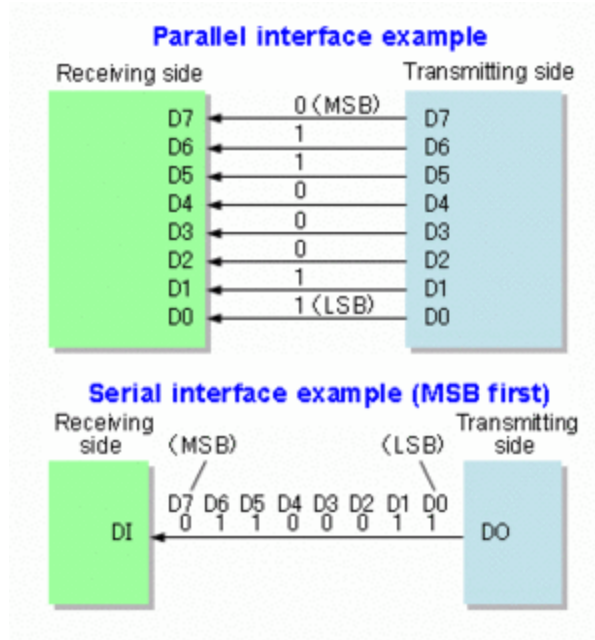 Parallel interface example
Receiving side
Transmitting side
D7 0 (MSB) D7
D6 1 D6
D5 1 D5
D4 0 D4
D3 0 D3
D2 0 D2
D1 1 D1
D0 1 (LSB) D0
Serial interface example (MSB first)
Receiving side
Transmitting side
(MSB) (LSB)
D7 D6 D5 D4 D3 D2 D1 D0
0 1 1 0 0 0 1 1
DI DO